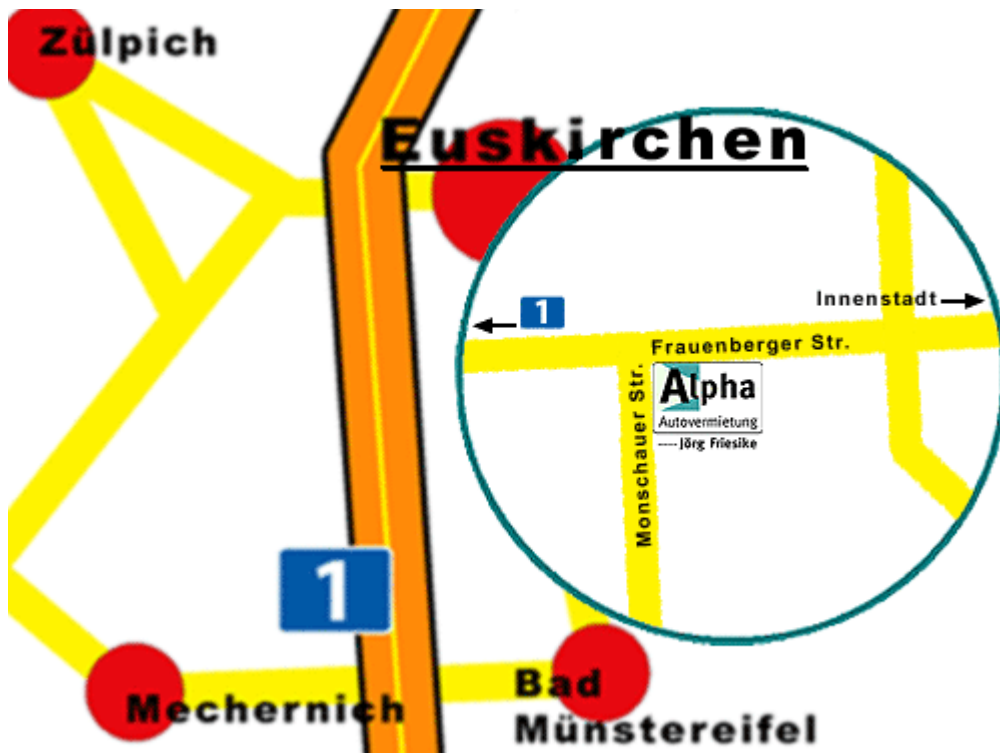 Zülpich
Euskirchen
Innenstadt
1
Frauenberger Str.
Alpha
Autovermietung
Jörg Friesike
Monschauer Str.
1
Mechernich
Bad
Münstereifel